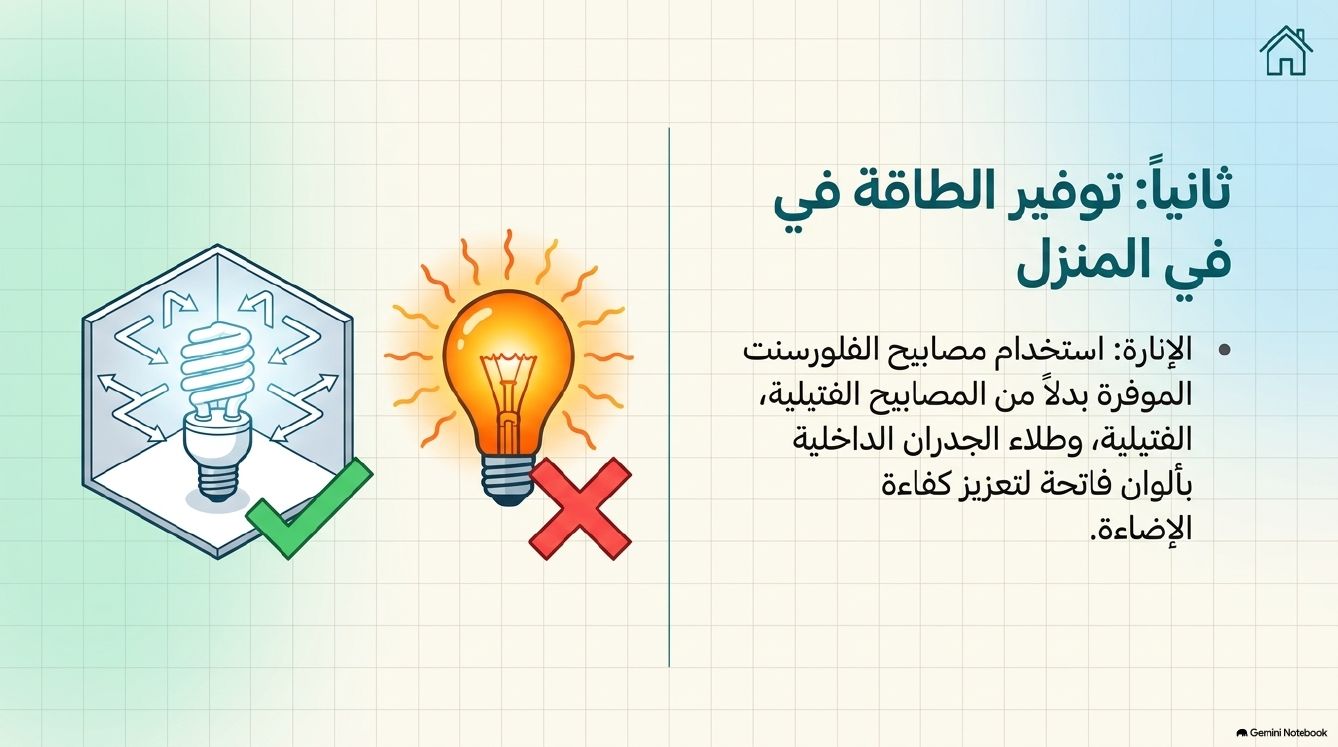 ثانياً: توفير الطاقة في
في المنزل
الإنارة: استخدام مصابيح الفلورسنت
الموفرة بدلاً من المصابيح الفتيلية،
الفتيلية، وطلاء الجدران الداخلية
بألوان فاتحة لتعزيز كفاءة
الإضاءة.
Gemini Notebook